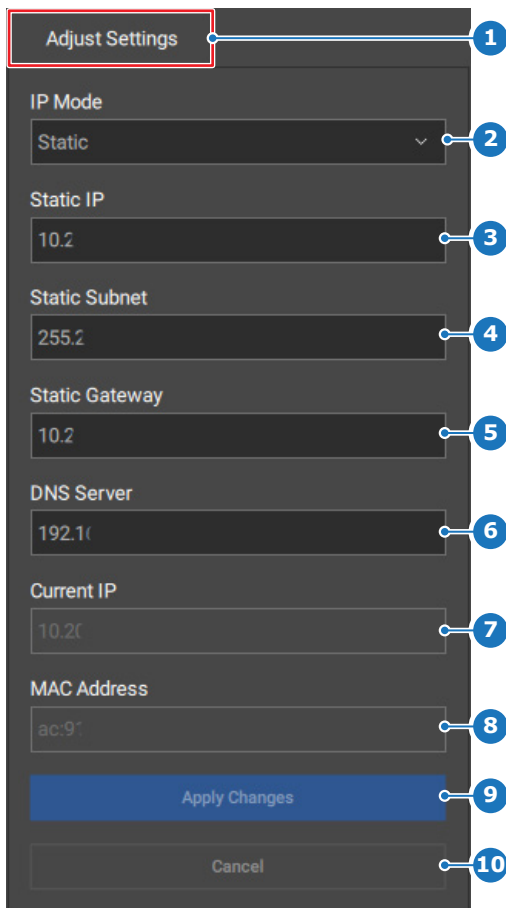 Adjust Settings
1
IP Mode
Static
2
Static IP
10.2
3
Static Subnet
255.2
4
Static Gateway
10.2
5
DNS Server
192.1
6
Current IP
10.20
7
MAC Address
ac:91
8
Apply Changes
9
Cancel
10